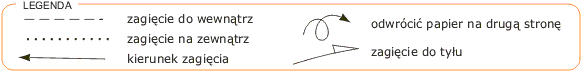 LEGENDA
zagięcie do wewnątrz
zagięcie na zewnątrz
kierunek zagięcia
odwrócić papier na drugą stronę
zagięcie do tyłu